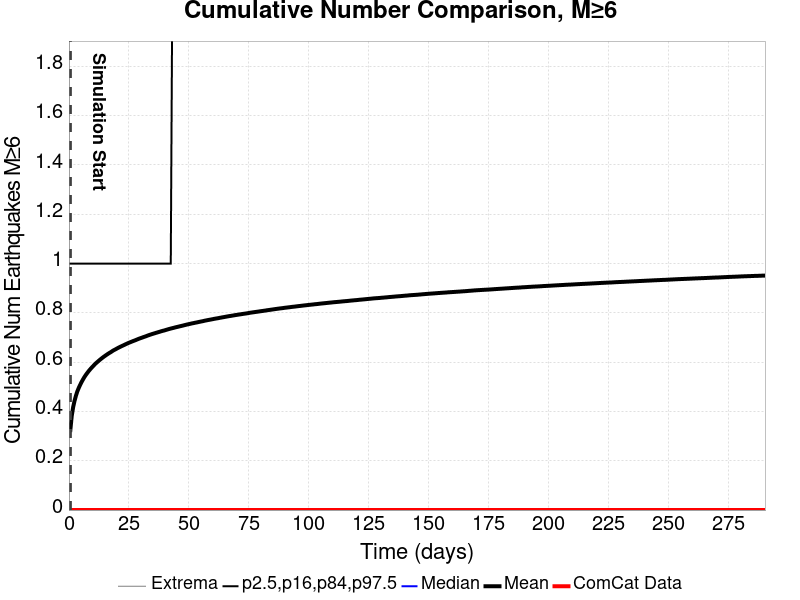 Cumulative Number Comparison, M≥6
Cumulative Num Earthquakes M≥6
1.8
1.6
1.4
1.2
1
0.8
0.6
0.4
0.2
0
Simulation Start
0 25 50 75 100 125 150 175 200 225 250 275
Time (days)
Extrema p2.5,p16,p84,p97.5 Median Mean ComCat Data